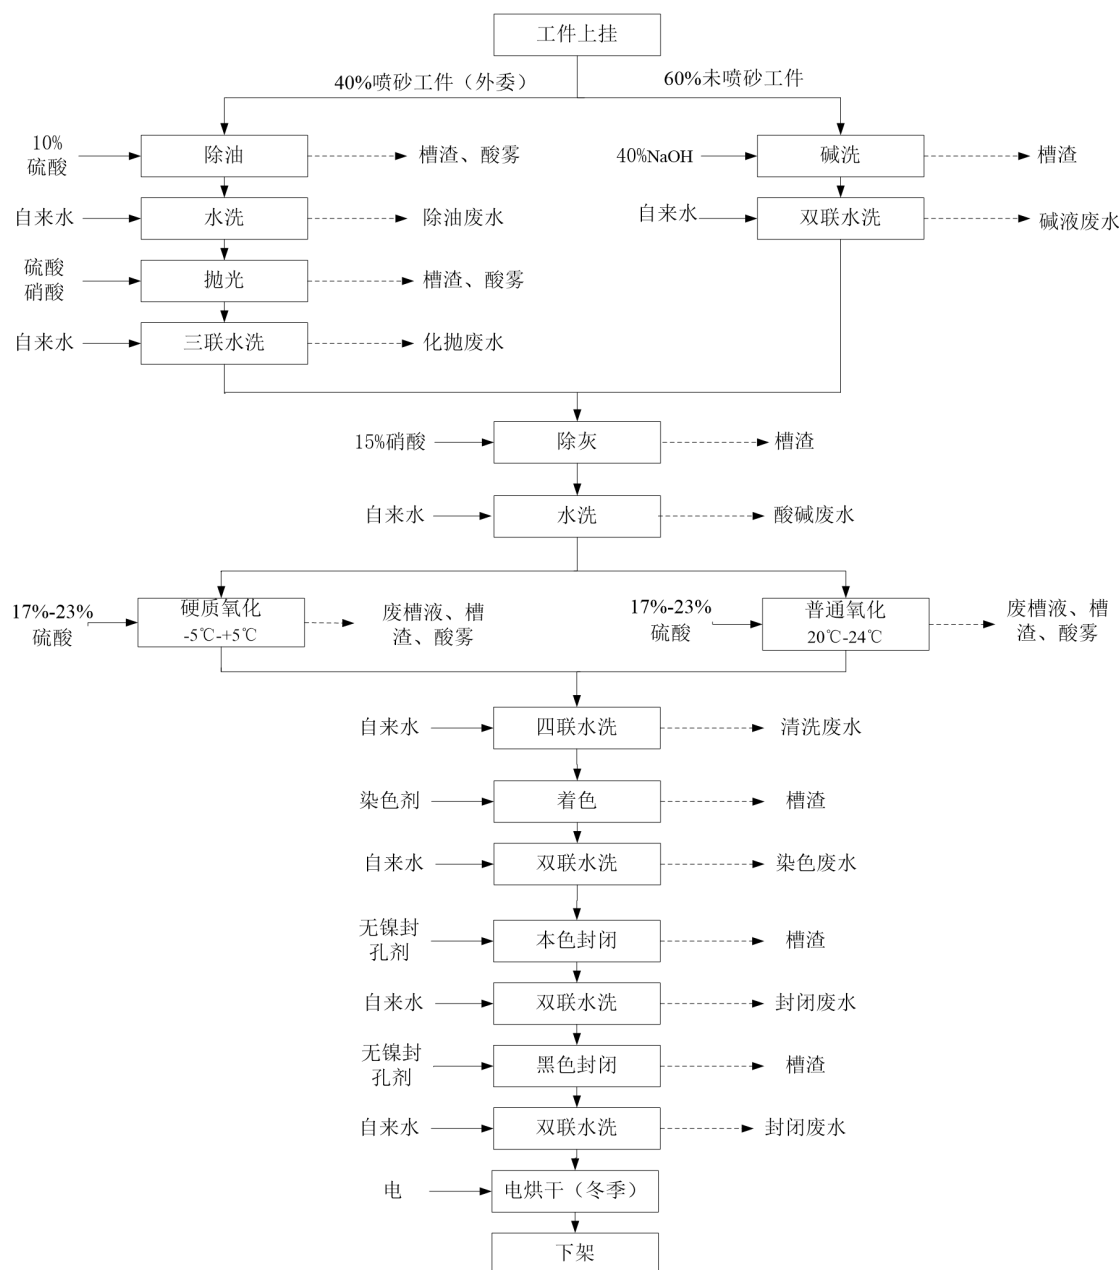 工件上挂
40%喷砂工件（外委）
60%未喷砂工件
10%
硫酸
除油
槽渣、酸雾
40%NaOH
碱洗
槽渣
自来水
水洗
除油废水
自来水
双联水洗
碱液废水
硫酸
硝酸
抛光
槽渣、酸雾
自来水
三联水洗
化抛废水
15%硝酸
除灰
槽渣
自来水
水洗
酸碱废水
17%-23%
硫酸
硬质氧化
-5℃-+5℃
废槽液、槽
渣、酸雾
17%-23%
硫酸
普通氧化
20℃-24℃
废槽液、槽
渣、酸雾
自来水
四联水洗
清洗废水
染色剂
着色
槽渣
自来水
双联水洗
染色废水
无镍封
孔剂
本色封闭
槽渣
自来水
双联水洗
封闭废水
无镍封
孔剂
黑色封闭
槽渣
自来水
双联水洗
封闭废水
电
电烘干（冬季）
下架